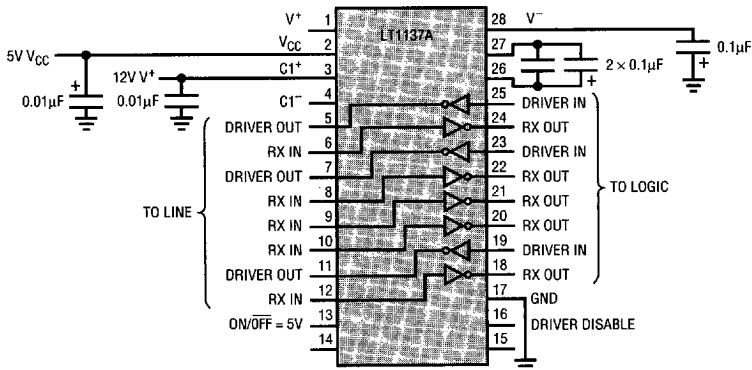 V+ 1 28 V−
LT1137A
5V VCC VCC 2 27
12V V+ C1+ 3 26 2 × 0.1µF 0.1µF
+ 0.01µF 0.01µF + +
C1− 4 25 DRIVER IN
DRIVER OUT 5 24 RX OUT
RX IN 6 23 DRIVER IN
DRIVER OUT 7 22 RX OUT
RX IN 8 21 RX OUT
TO LINE TO LOGIC
RX IN 9 20 RX OUT
RX IN 10 19 DRIVER IN
DRIVER OUT 11 18 RX OUT
RX IN 12 17 GND
ON/OFF = 5V 13 16 DRIVER DISABLE
14 15